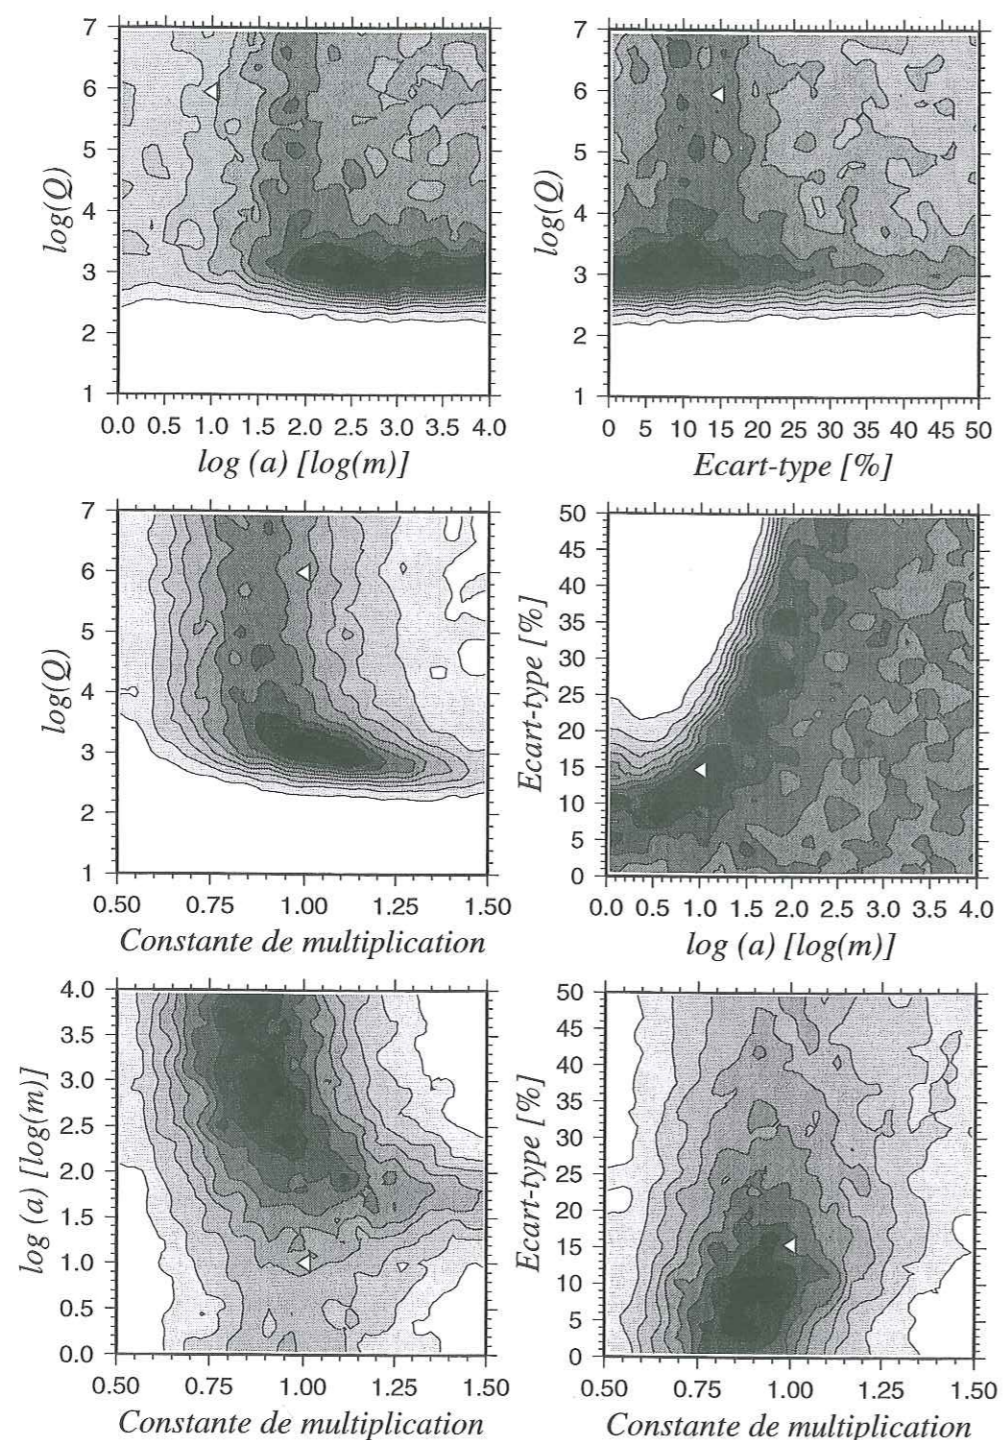 7
6
5
4
3
2
1
log(Q)
0.0 0.5 1.0 1.5 2.0 2.5 3.0 3.5 4.0
log (a) [log(m)]
7
6
5
4
3
2
1
log(Q)
0 5 10 15 20 25 30 35 40 45 50
Ecart-type [%]
7
6
5
4
3
2
1
log(Q)
0.50 0.75 1.00 1.25 1.50
Constante de multiplication
50
45
40
35
30
25
20
15
10
5
0
Ecart-type [%]
0.0 0.5 1.0 1.5 2.0 2.5 3.0 3.5 4.0
log (a) [log(m)]
4.0
3.5
3.0
2.5
2.0
1.5
1.0
0.5
0.0
log (a) [log(m)]
0.50 0.75 1.00 1.25 1.50
Constante de multiplication
50
45
40
35
30
25
20
15
10
5
0
Ecart-type [%]
0.50 0.75 1.00 1.25 1.50
Constante de multiplication